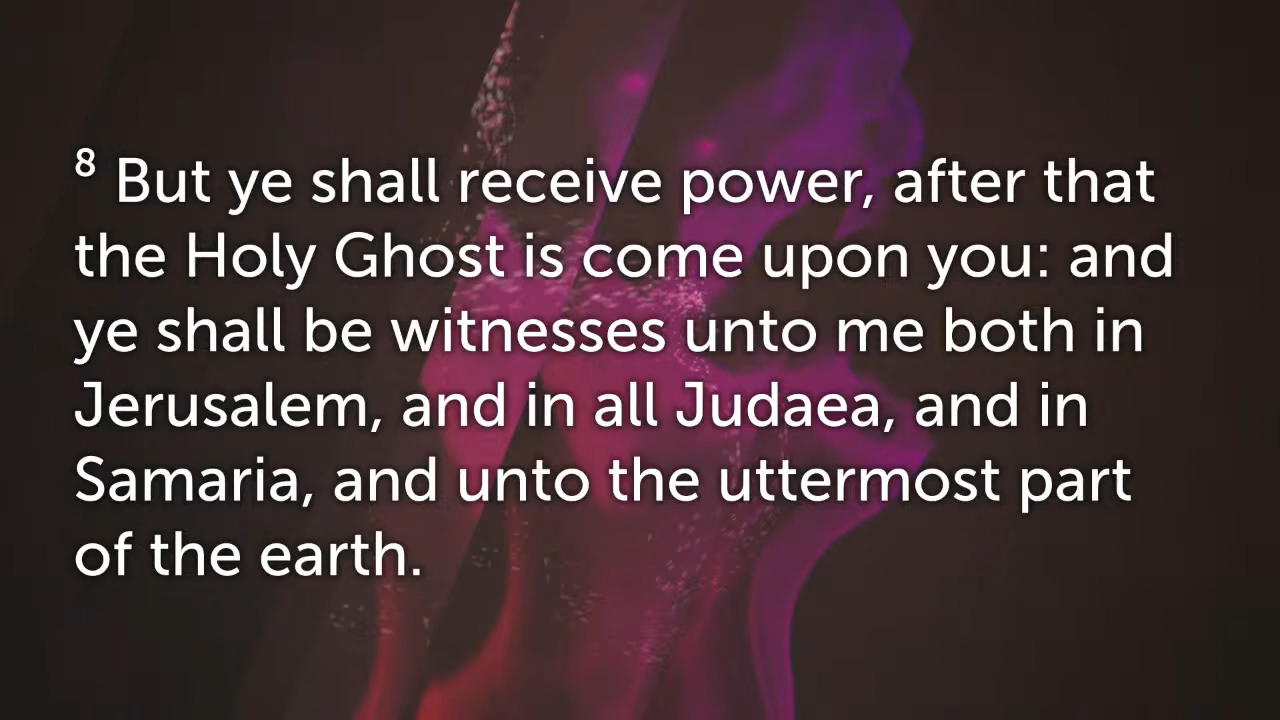 8 But ye shall receive power, after that
the Holy Ghost is come upon you: and
ye shall be witnesses unto me both in
Jerusalem, and in all Judaea, and in
Samaria, and unto the uttermost part
of the earth.